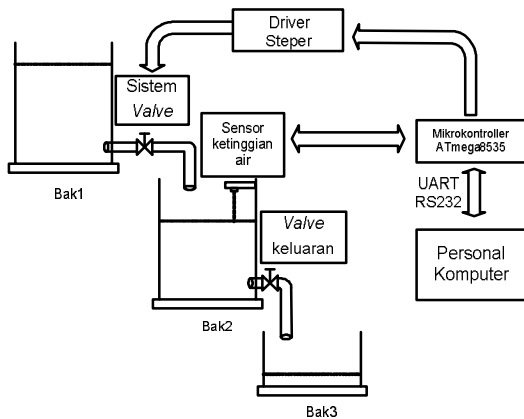 Driver
Steper
Sistem
Valve
Sensor
ketinggian
air
Mikrokontroller
ATmega8535
UART
RS232
Bak1
Valve
keluaran
Personal
Komputer
Bak2
Bak3